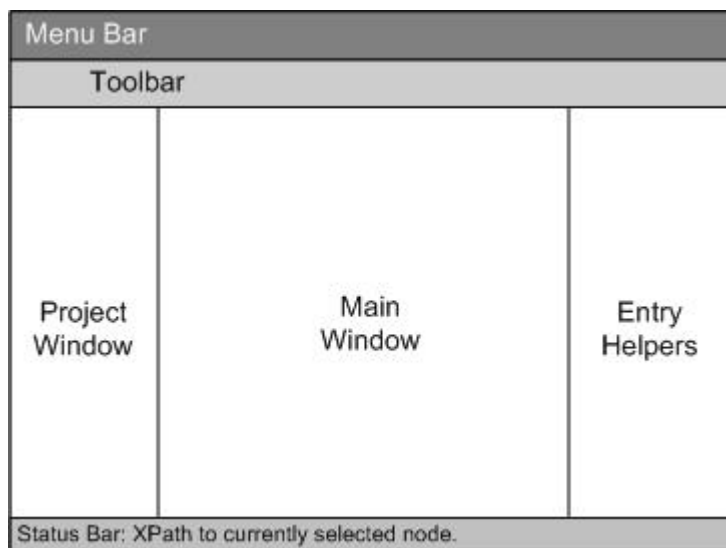 Menu Bar
Toolbar
Project
Window
Main
Window
Entry
Helpers
Status Bar: XPath to currently selected node.